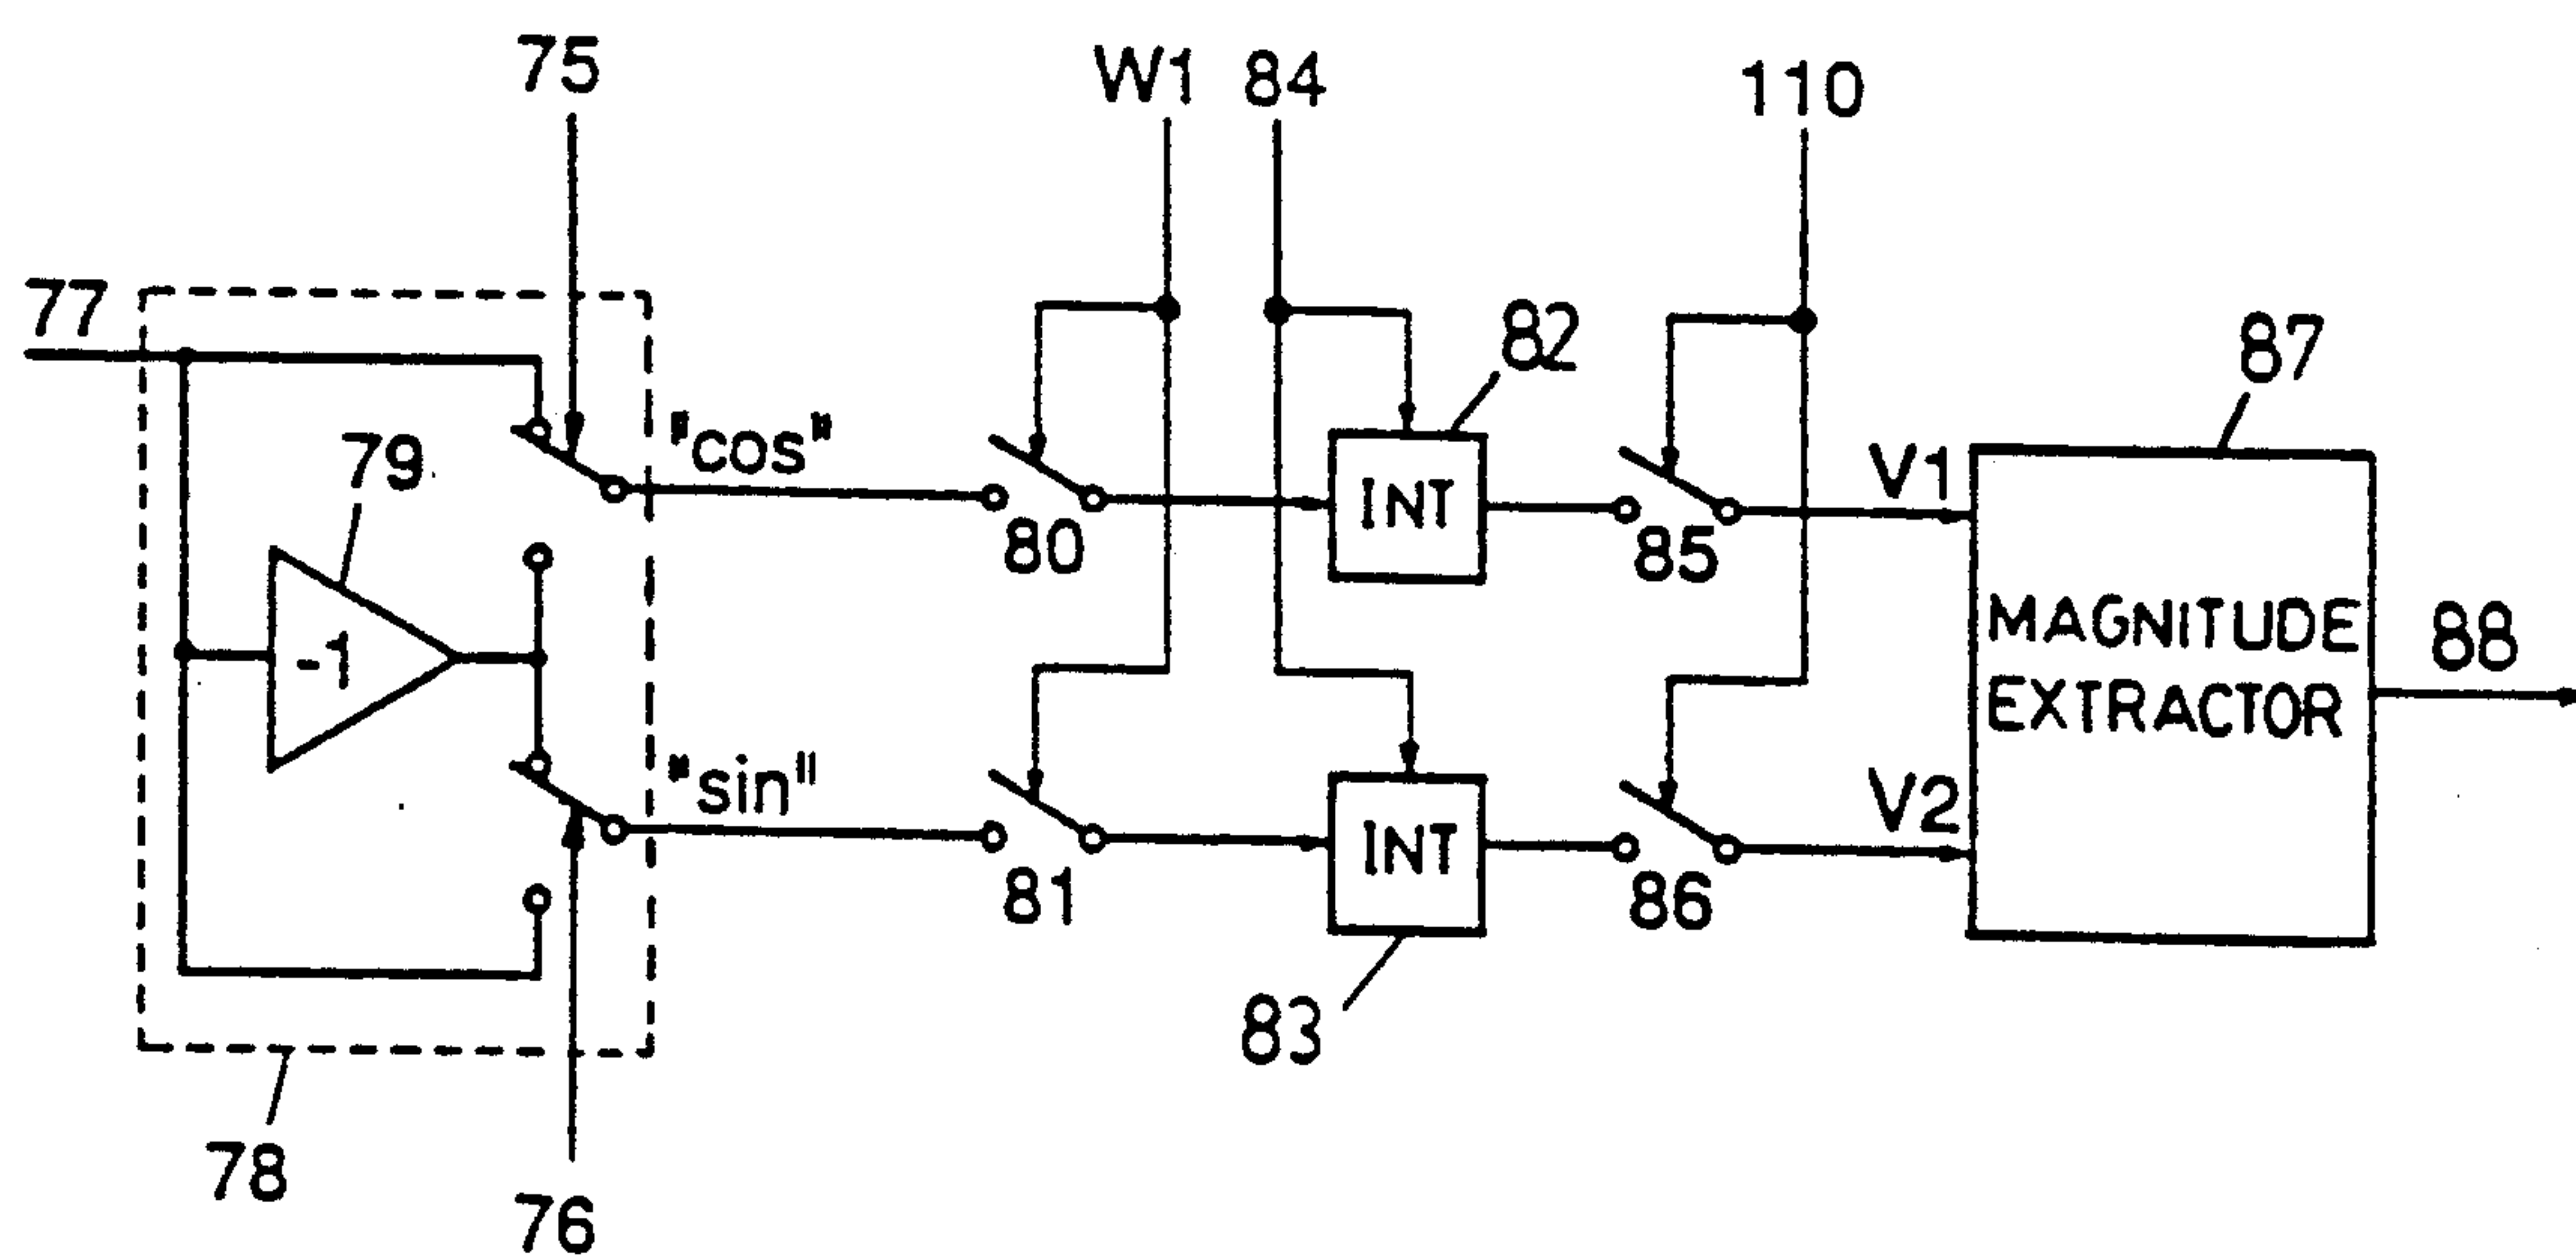 75
W1 84
110
77
79
"cos"
82
87
INT
V1
80
85
-1
MAGNITUDE
EXTRACTOR
88
"sin"
INT
V2
81
86
83
78
76